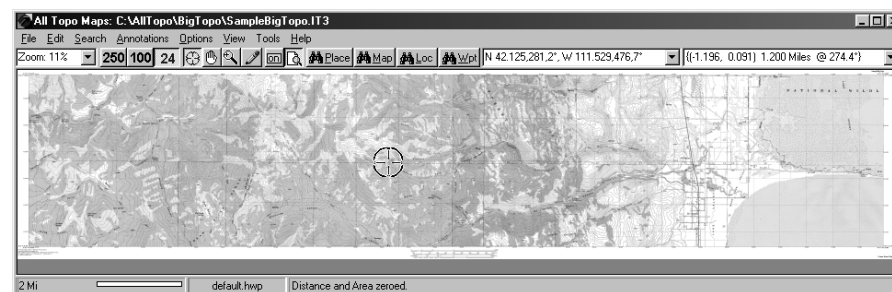 All Topo Maps: C:\AllTopo\BigTopo\SampleBigTopo.IT3
File Edit Search Annotations Options View Tools Help
Zoom: 11% 250 100 24 on Place Map Loc Wpt N 42.125,281,2°, W 111.529,476,7° {(-1.196, 0.091) 1.200 Miles @ 274.4°}
NATIONAL WILDL
2 Mi default.hwp Distance and Area zeroed.